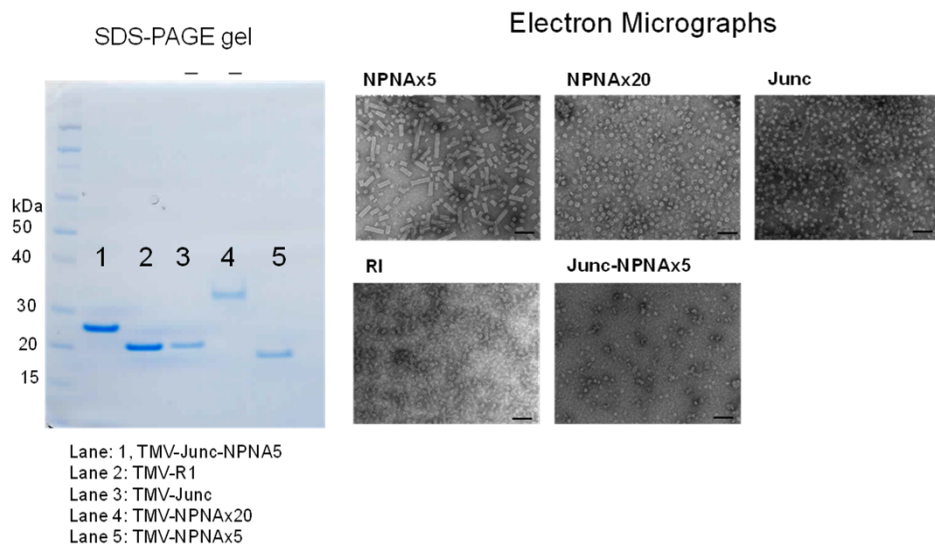 SDS-PAGE gel
Electron Micrographs
NPNAx5
NPNAx20
Junc
kDa
50
40
30
20
15
1
2
3
4
5
RI
Junc-NPNAx5
Lane: 1, TMV-Junc-NPNA5
Lane 2: TMV-R1
Lane 3: TMV-Junc
Lane 4: TMV-NPNAx20
Lane 5: TMV-NPNAx5